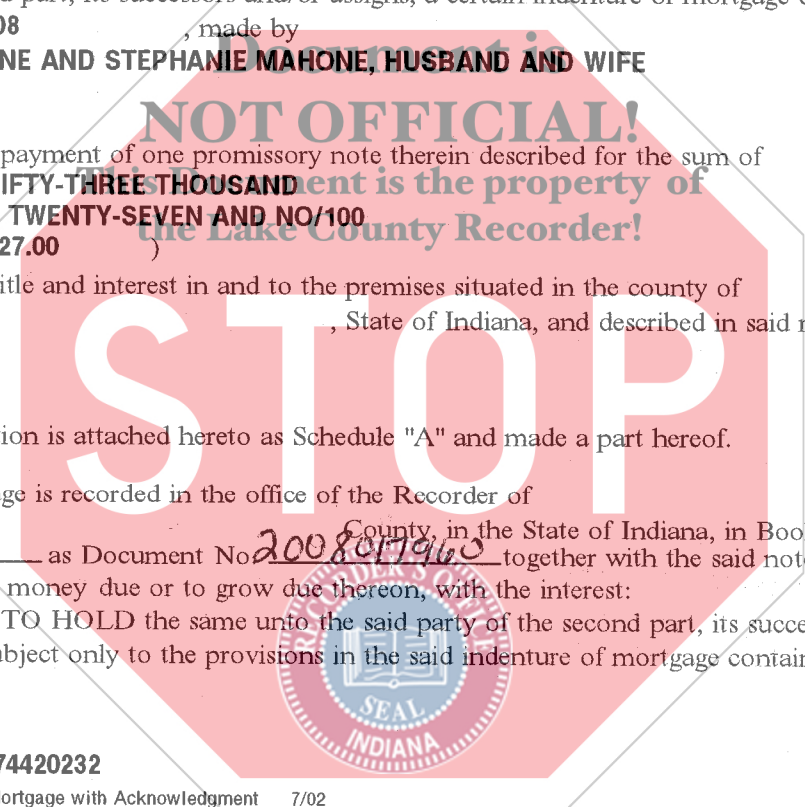 08 , made by
NE AND STEPHANIE MAHONE, HUSBAND AND WIFE
Document is
NOT OFFICIAL!
payment of one promissory note therein described for the sum of
IFTY-THREE THOUSAND
This Document is the property of
TWENTY-SEVEN AND NO/100
the Lake County Recorder!
27.00 )
itle and interest in and to the premises situated in the county of
, State of Indiana, and described in said
STOP
ion is attached hereto as Schedule "A" and made a part hereof.
ge is recorded in the office of the Recorder of
County, in the State of Indiana, in Boo
as Document No 2008017960 together with the said not
money due or to grow due thereon, with the interest:
TO HOLD the same unto the said party of the second part, its succe
bject only to the provisions in the said indenture of mortgage contain
RECORDER'S OFFICE
SEAL
INDIANA
74420232
ortgage with Acknowledgment 7/02